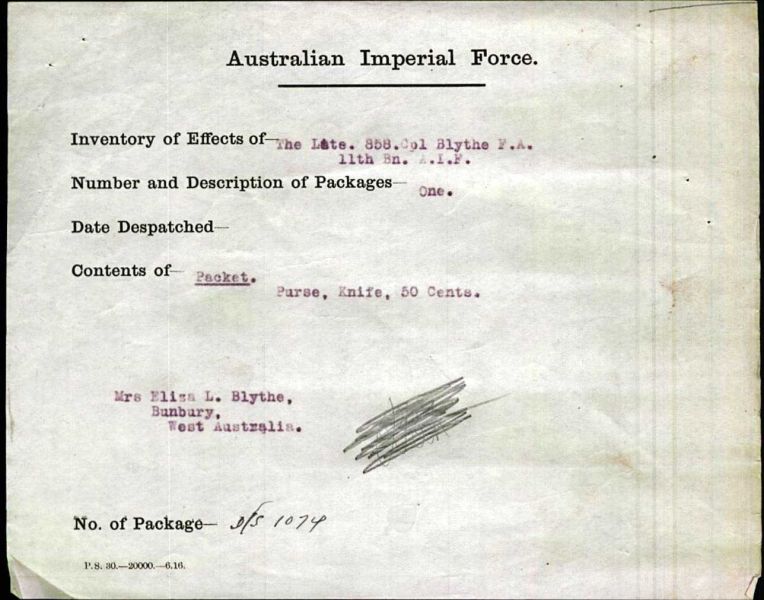 Australian Imperial Force.
Inventory of Effects of—The Late. 858.Cpl Blythe F.A.
11th Bn. A.I.F.
Number and Description of Packages— One.
Date Despatched—
Contents of— Packet.
Purse, Knife, 50 Cents.
Mrs Eliza L. Blythe,
Bunbury,
West Australia.
No. of Package— D/S 1074
P.S. 30.—20000.—6.16.